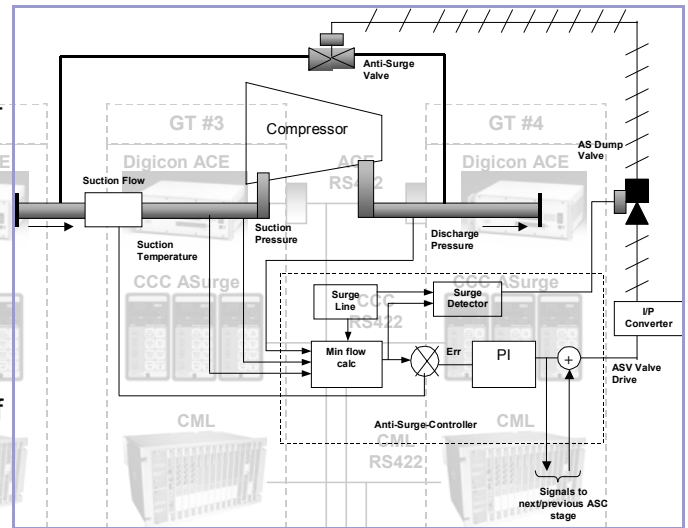 Anti-Surge
Valve
GT #3
Compressor
GT #4
AS Dump
Valve
Digicon ACE
ACE
RS422
Digicon ACE
Suction Flow
Suction
Temperature
Suction
Pressure
Discharge
Pressure
CCC ASurge
CCC
RS422
CCC ASurge
Surge
Line
Surge
Detector
I/P
Converter
Min flow
calc
Err
PI
+
ASV Valve
Drive
Anti-Surge-Controller
CML
CML
RS422
CML
Signals to
next/previous ASC
stage